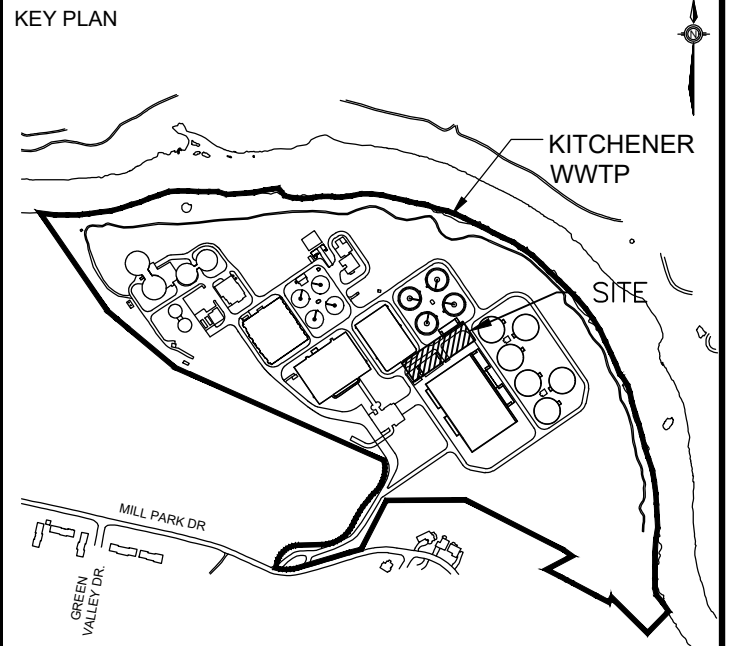 KEY PLAN
N
KITCHENER
WWTP
SITE
MILL PARK DR
GREEN
VALLEY DR.